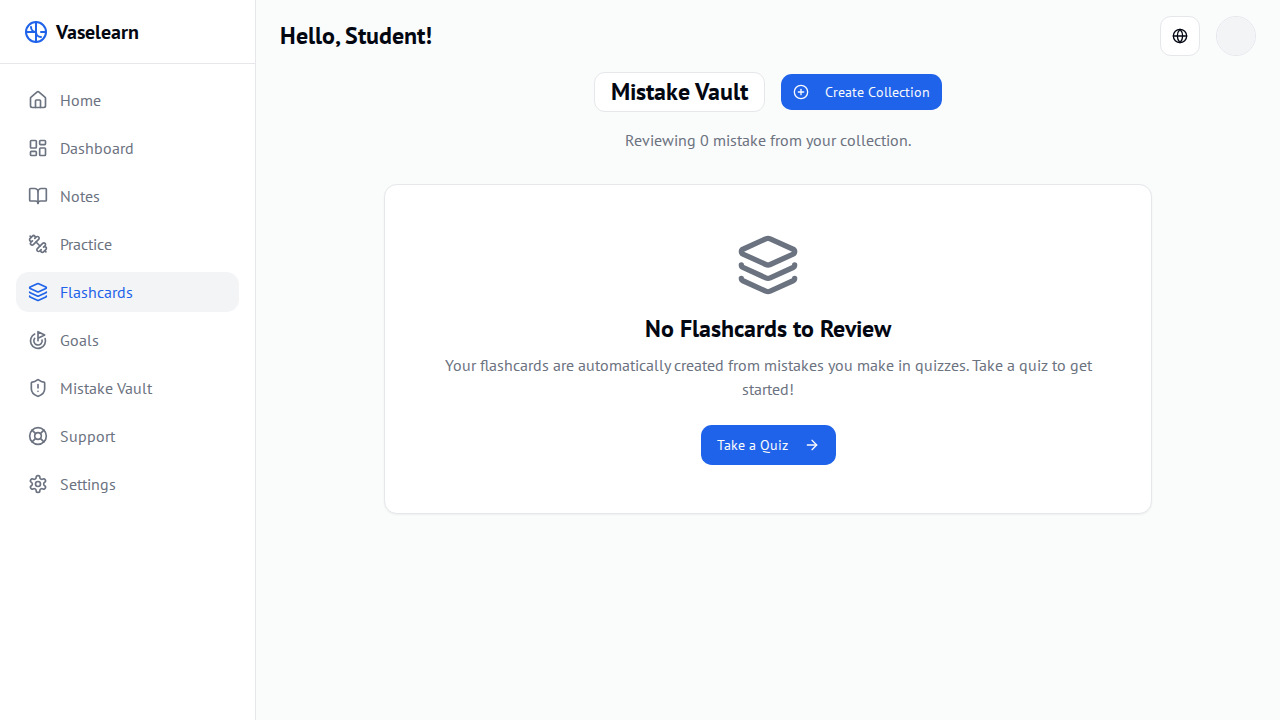 Vaselearn
Home
Dashboard
Notes
Practice
Flashcards
Goals
Mistake Vault
Support
Settings
Hello, Student!
Mistake Vault
Create Collection
Reviewing 0 mistake from your collection.
No Flashcards to Review
Your flashcards are automatically created from mistakes you make in quizzes. Take a quiz to get
started!
Take a Quiz